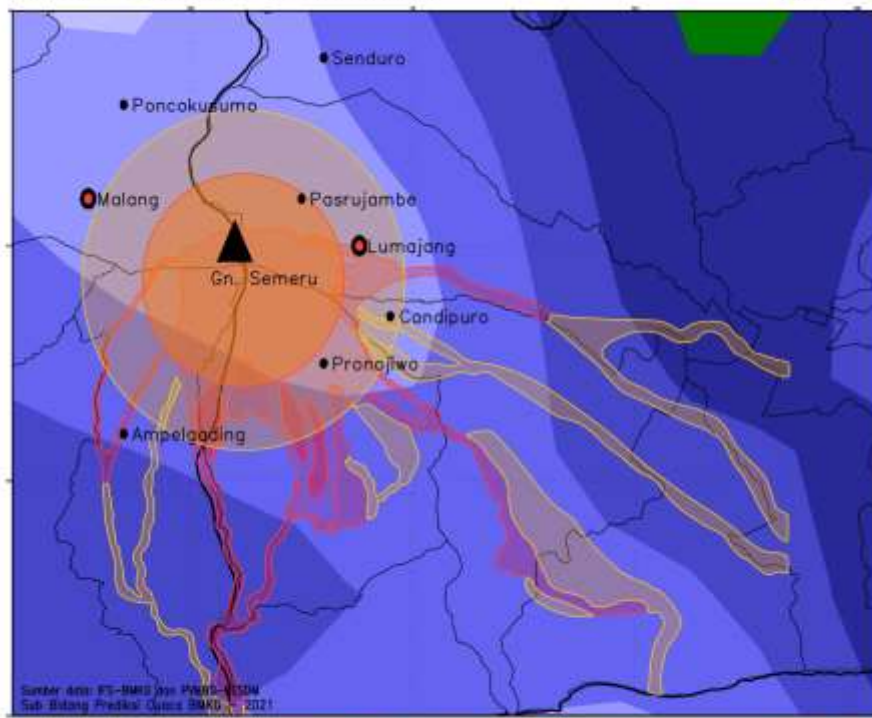 Senduro
Poncokusumo
Malang
Pasrujambe
Lumajang
Gn. Semeru
Candipuro
Pronojiwo
Ampelgading
Sumber data: IFS-BMKG dan PVMBG-ESDM
Sub Bidang Prediksi Cuaca BMKG - 2021